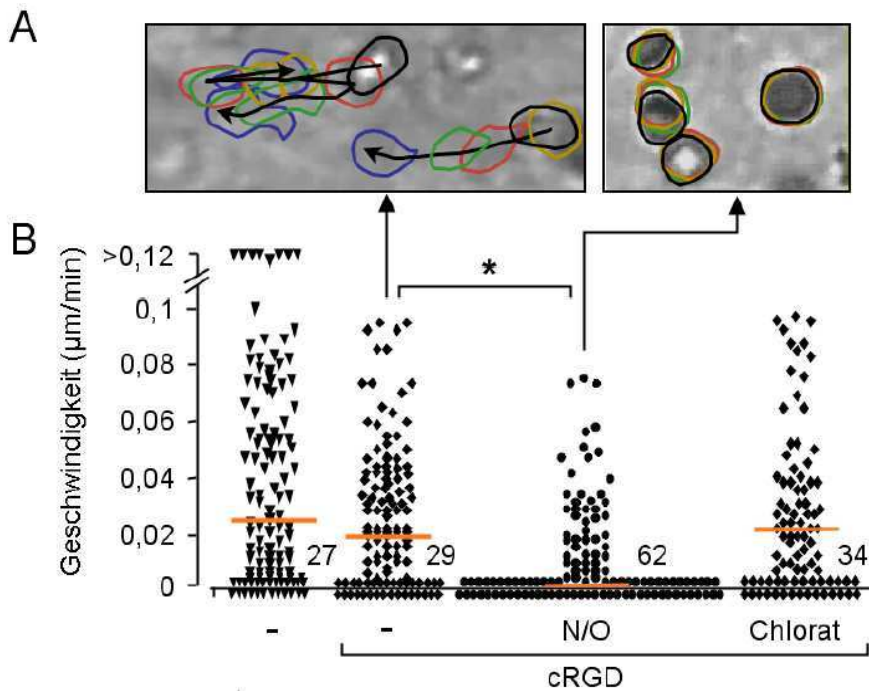 A
B
Geschwindigkeit (µm/min)
>0,12
0,1
0,08
0,06
0,04
0,02
0
*
27
29
62
34
- - N/O Chlorat
cRGD